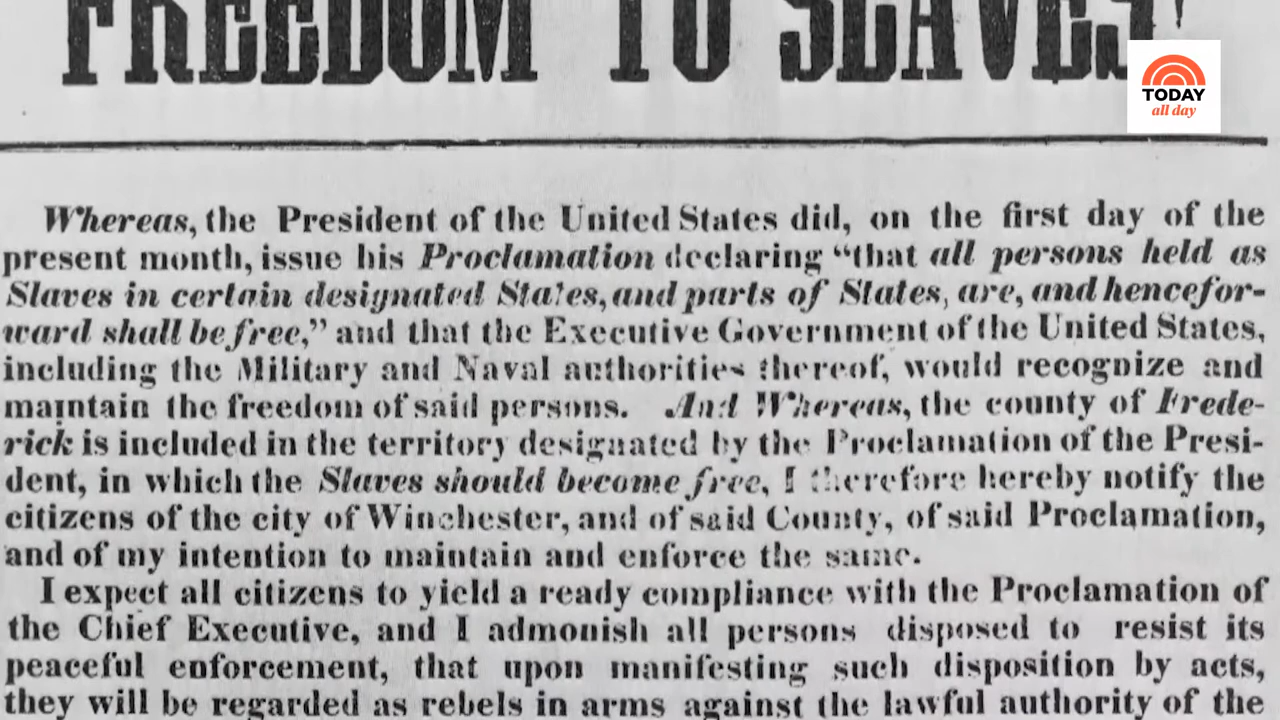 FREEDOM TO SLAVES!
TODAY
all day
Whereas, the President of the United States did, on the first day of the
present month, issue his Proclamation declaring “that all persons held as
Slaves in certain designated States, and parts of States, are, and hencefor-
ward shall be free,” and that the Executive Government of the United States,
including the Military and Naval authorities thereof, would recognize and
maintain the freedom of said persons. And Whereas, the county of Frede-
rick is included in the territory designated by the Proclamation of the Presi-
dent, in which the Slaves should become free, I therefore hereby notify the
citizens of the city of Winchester, and of said County, of said Proclamation,
and of my intention to maintain and enforce the same.
I expect all citizens to yield a ready compliance with the Proclamation of
the Chief Executive, and I admonish all persons disposed to resist its
peaceful enforcement, that upon manifesting such disposition by acts,
they will be regarded as rebels in arms against the lawful authority of the